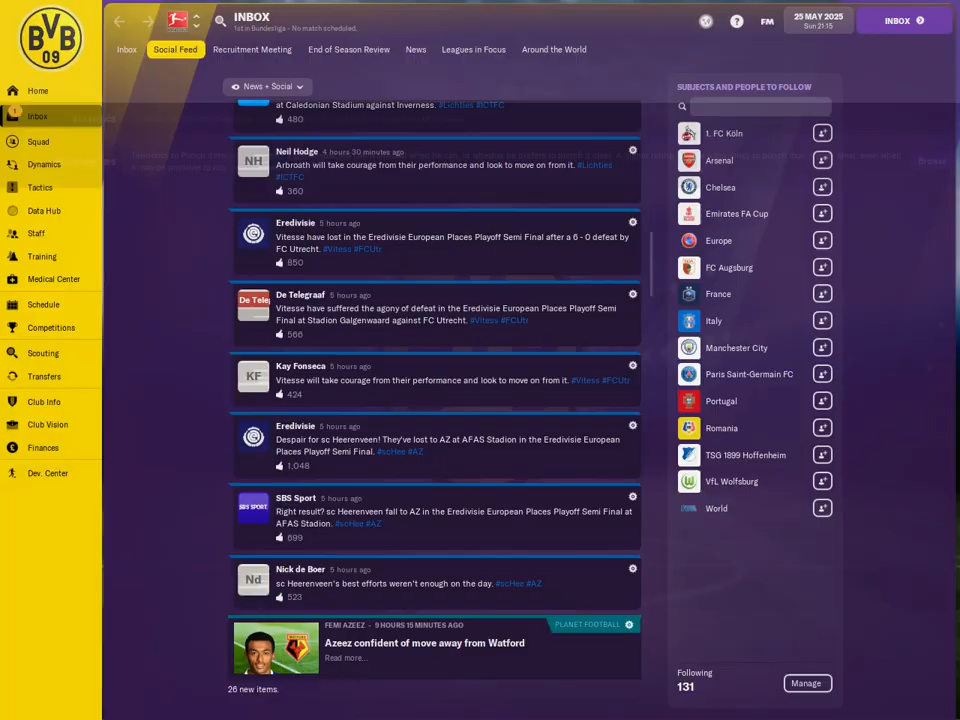 BVB
09
INBOX
1st in Bundesliga - No match scheduled.
?
FM
25 MAY 2025
Sun 21:15
INBOX
Inbox
Social Feed
Recruitment Meeting
End of Season Review
News
Leagues in Focus
Around the World
Home
1
Inbox
Squad
Dynamics
Tactics
Data Hub
Staff
Training
Medical Center
Schedule
Competitions
Scouting
Transfers
Club Info
Club Vision
Finances
Dev. Center
News + Social
at Caledonian Stadium against Inverness. #Lichties #ICTFC
480
NH
Neil Hodge 4 hours 30 minutes ago
Arbroath will take courage from their performance and look to move on from it. #Lichties
#ICTFC
360
Eredivisie 5 hours ago
Vitesse have lost in the Eredivisie European Places Playoff Semi Final after a 6 - 0 defeat by
FC Utrecht. #Vitess #FCUtr
850
De Teleg
De Telegraaf 5 hours ago
Vitesse have suffered the agony of defeat in the Eredivisie European Places Playoff Semi
Final at Stadion Galgenwaard against FC Utrecht. #Vitess #FCUtr
566
KF
Kay Fonseca 5 hours ago
Vitesse will take courage from their performance and look to move on from it. #Vitess #FCUtr
424
Eredivisie 5 hours ago
Despair for sc Heerenveen! They've lost to AZ at AFAS Stadion in the Eredivisie European
Places Playoff Semi Final. #scHee #AZ
1,048
SBS SPORT
SBS Sport 5 hours ago
Right result? sc Heerenveen fall to AZ in the Eredivisie European Places Playoff Semi Final at
AFAS Stadion. #scHee #AZ
699
Nd
Nick de Boer 5 hours ago
sc Heerenveen's best efforts weren't enough on the day. #scHee #AZ
523
FEMI AZEEZ - 9 HOURS 15 MINUTES AGO
PLANET FOOTBALL
Azeez confident of move away from Watford
Read more...
26 new items.
SUBJECTS AND PEOPLE TO FOLLOW
1. FC Köln
Arsenal
Chelsea
Emirates FA Cup
Europe
FC Augsburg
France
Italy
Manchester City
Paris Saint-Germain FC
Portugal
Romania
TSG 1899 Hoffenheim
VfL Wolfsburg
World
Following
131
Manage